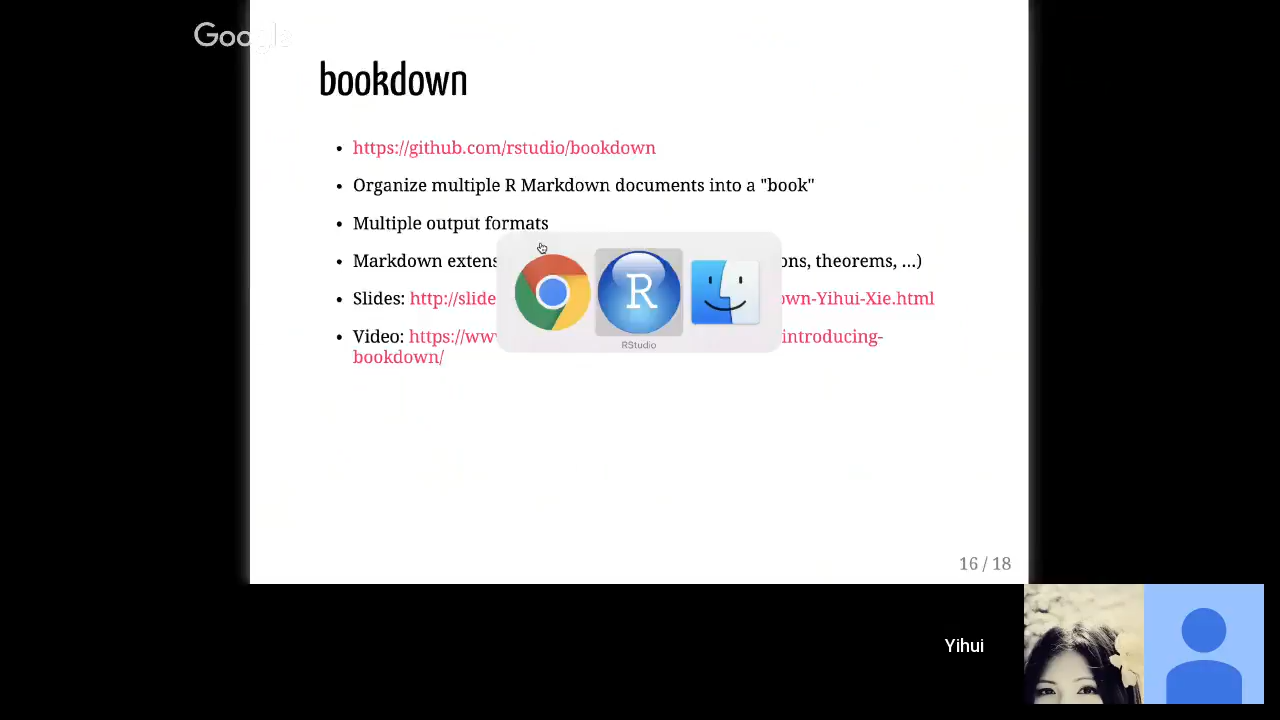 Google
bookdown
https://github.com/rstudio/bookdown
Organize multiple R Markdown documents into a "book"
Multiple output formats
Markdown extens ons, theorems, ...)
Slides: http://slide own-Yihui-Xie.html
Video: https://www introducing-
bookdown/
R
RStudio
16 / 18
Yihui